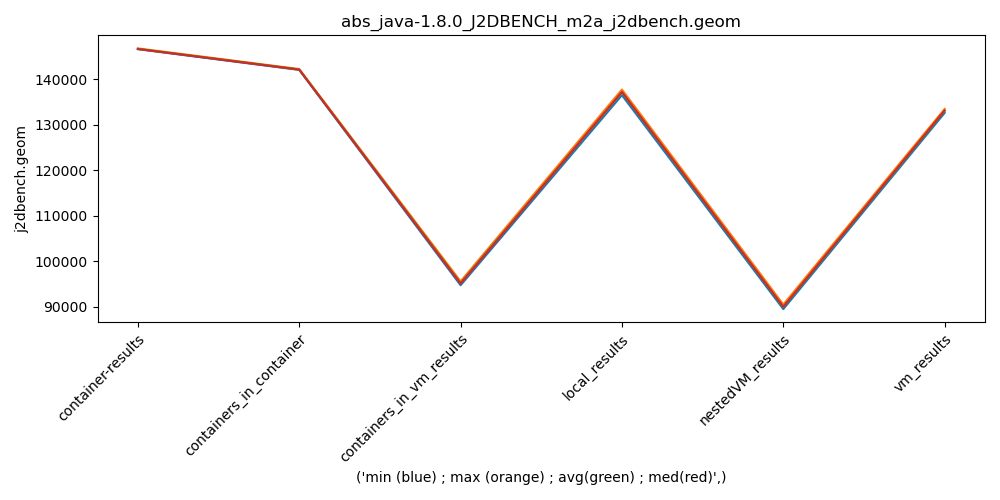 abs_java-1.8.0_J2DBENCH_m2a_j2dbench.geom
j2dbench.geom
140000
130000
120000
110000
100000
90000
container-results
containers_in_container
containers_in_vm_results
local_results
nestedVM_results
vm_results
('min (blue) ; max (orange) ; avg(green) ; med(red)',)